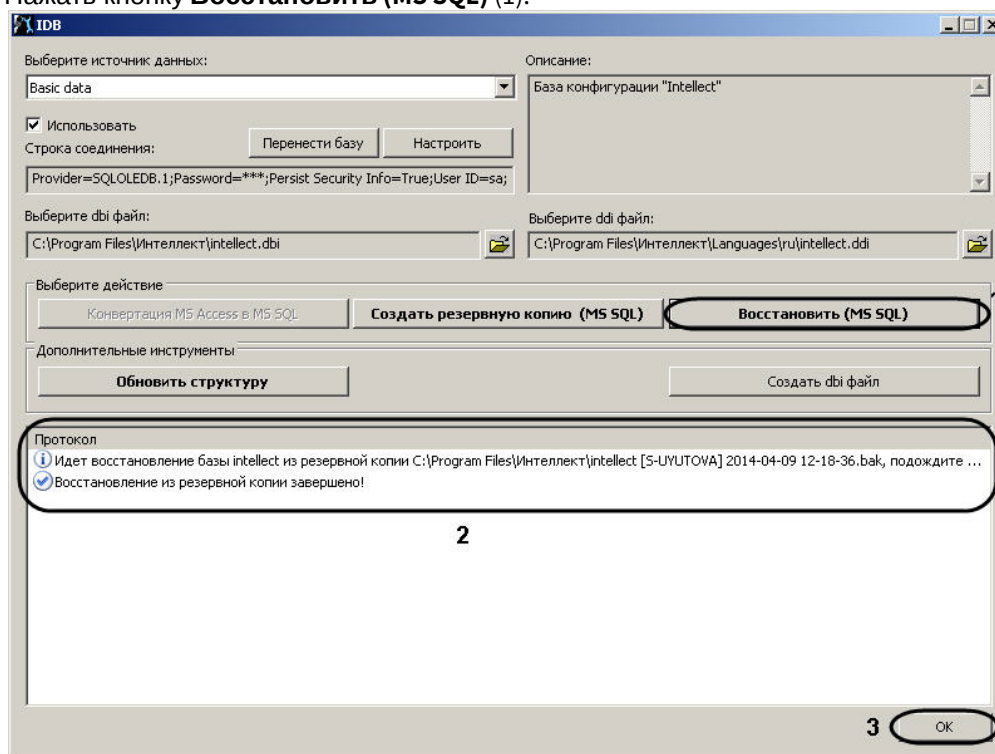 Нажать кнопку Восстановить (MS SQL) (1).
IDB
Выберите источник данных:
Описание:
Basic data
База конфигурации "Intellect"
Использовать
Строка соединения:
Перенести базу
Настроить
Provider=SQLOLEDB.1;Password=***;Persist Security Info=True;User ID=sa;
Выберите dbi файл:
Выберите ddi файл:
C:\Program Files\Интеллект\intellect.dbi
C:\Program Files\Интеллект\Languages\ru\intellect.ddi
Выберите действие
Конвертация MS Access в MS SQL
Создать резервную копию (MS SQL)
Восстановить (MS SQL)
Дополнительные инструменты
Обновить структуру
Создать dbi файл
Протокол
Идет восстановление базы intellect из резервной копии C:\Program Files\Интеллект\intellect [S-UYUTOVA] 2014-04-09 12-18-36.bak, подождите ...
Восстановление из резервной копии завершено!
2
3
OK